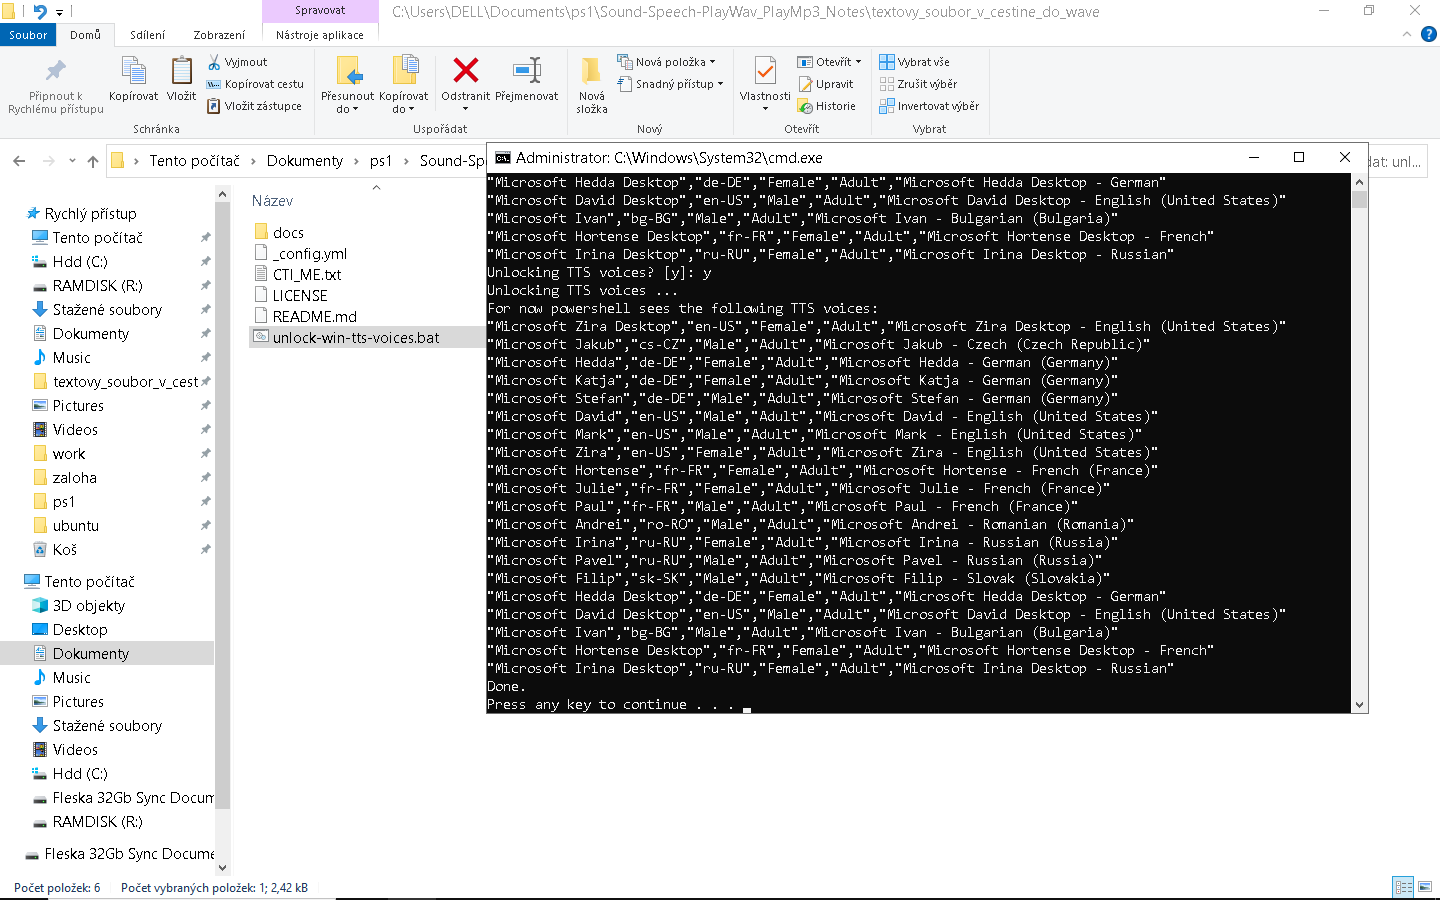 Spravovat
C:\Users\DELL\Documents\ps1\Sound-Speech-PlayWav_PlayMp3_Notes\textovy_soubor_v_cestine_do_wave
Soubor
Domů
Sdílení
Zobrazení
Nástroje aplikace
Připnout k
Rychlému přístupu
Kopírovat
Vložit
Vyjmout
Kopírovat cestu
Vložit zástupce
Schránka
Přesunout
do
Kopírovat
do
Odstranit
Přejmenovat
Uspořádat
Nová
složka
Nová položka
Snadný přístup
Nový
Vlastnosti
Otevřít
Upravit
Historie
Otevřít
Vybrat vše
Zrušit výběr
Invertovat výběr
Vybrat
Tento počítač
Dokumenty
ps1
Sound-Spe
dat: unl...
Rychlý přístup
Tento počítač
Hdd (C:)
RAMDISK (R:)
Stažené soubory
Dokumenty
Music
textovy_soubor_v_cest
Pictures
Videos
work
zaloha
ps1
ubuntu
Koš
Tento počítač
3D objekty
Desktop
Dokumenty
Music
Pictures
Stažené soubory
Videos
Hdd (C:)
Fleska 32Gb Sync Docum
RAMDISK (R:)
Fleska 32Gb Sync Docume
Název
docs
_config.yml
CTI_ME.txt
LICENSE
README.md
unlock-win-tts-voices.bat
Administrator: C:\Windows\System32\cmd.exe
"Microsoft Hedda Desktop","de-DE","Female","Adult","Microsoft Hedda Desktop - German"
"Microsoft David Desktop","en-US","Male","Adult","Microsoft David Desktop - English (United States)"
"Microsoft Ivan","bg-BG","Male","Adult","Microsoft Ivan - Bulgarian (Bulgaria)"
"Microsoft Hortense Desktop","fr-FR","Female","Adult","Microsoft Hortense Desktop - French"
"Microsoft Irina Desktop","ru-RU","Female","Adult","Microsoft Irina Desktop - Russian"
Unlocking TTS voices? [y]: y
Unlocking TTS voices ...
For now powershell sees the following TTS voices:
"Microsoft Zira Desktop","en-US","Female","Adult","Microsoft Zira Desktop - English (United States)"
"Microsoft Jakub","cs-CZ","Male","Adult","Microsoft Jakub - Czech (Czech Republic)"
"Microsoft Hedda","de-DE","Female","Adult","Microsoft Hedda - German (Germany)"
"Microsoft Katja","de-DE","Female","Adult","Microsoft Katja - German (Germany)"
"Microsoft Stefan","de-DE","Male","Adult","Microsoft Stefan - German (Germany)"
"Microsoft David","en-US","Male","Adult","Microsoft David - English (United States)"
"Microsoft Mark","en-US","Male","Adult","Microsoft Mark - English (United States)"
"Microsoft Zira","en-US","Female","Adult","Microsoft Zira - English (United States)"
"Microsoft Hortense","fr-FR","Female","Adult","Microsoft Hortense - French (France)"
"Microsoft Julie","fr-FR","Female","Adult","Microsoft Julie - French (France)"
"Microsoft Paul","fr-FR","Male","Adult","Microsoft Paul - French (France)"
"Microsoft Andrei","ro-RO","Male","Adult","Microsoft Andrei - Romanian (Romania)"
"Microsoft Irina","ru-RU","Female","Adult","Microsoft Irina - Russian (Russia)"
"Microsoft Pavel","ru-RU","Male","Adult","Microsoft Pavel - Russian (Russia)"
"Microsoft Filip","sk-SK","Male","Adult","Microsoft Filip - Slovak (Slovakia)"
"Microsoft Hedda Desktop","de-DE","Female","Adult","Microsoft Hedda Desktop - German"
"Microsoft David Desktop","en-US","Male","Adult","Microsoft David Desktop - English (United States)"
"Microsoft Ivan","bg-BG","Male","Adult","Microsoft Ivan - Bulgarian (Bulgaria)"
"Microsoft Hortense Desktop","fr-FR","Female","Adult","Microsoft Hortense Desktop - French"
"Microsoft Irina Desktop","ru-RU","Female","Adult","Microsoft Irina Desktop - Russian"
Done.
Press any key to continue . . .
Počet položek: 6
Počet vybraných položek: 1; 2,42 kB